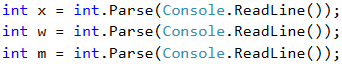 int x = int.Parse(Console.ReadLine());
int w = int.Parse(Console.ReadLine());
int m = int.Parse(Console.ReadLine());